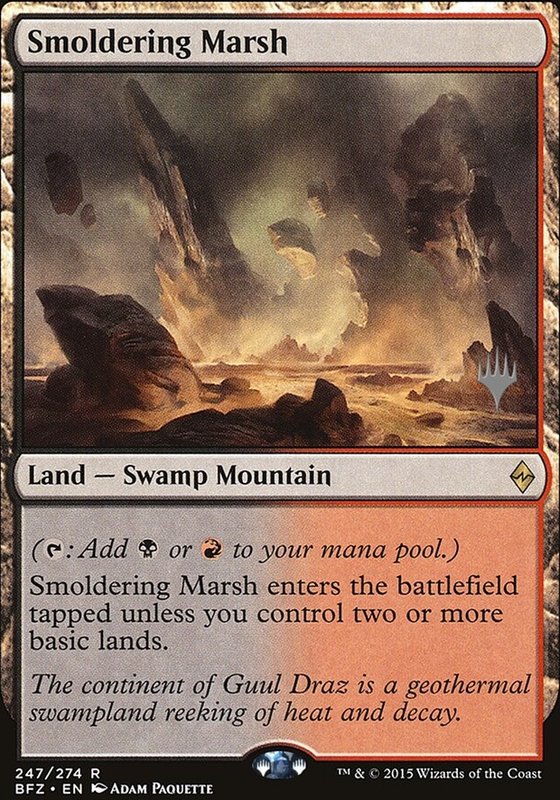 Smoldering Marsh
Land — Swamp Mountain
(: Add or to your mana pool.)
Smoldering Marsh enters the battlefield
tapped unless you control two or more
basic lands.
The continent of Guul Draz is a geothermal
swampland reeking of heat and decay.
247/274 R
BFZ • EN Adam Paquette
™ & © 2015 Wizards of the Coast